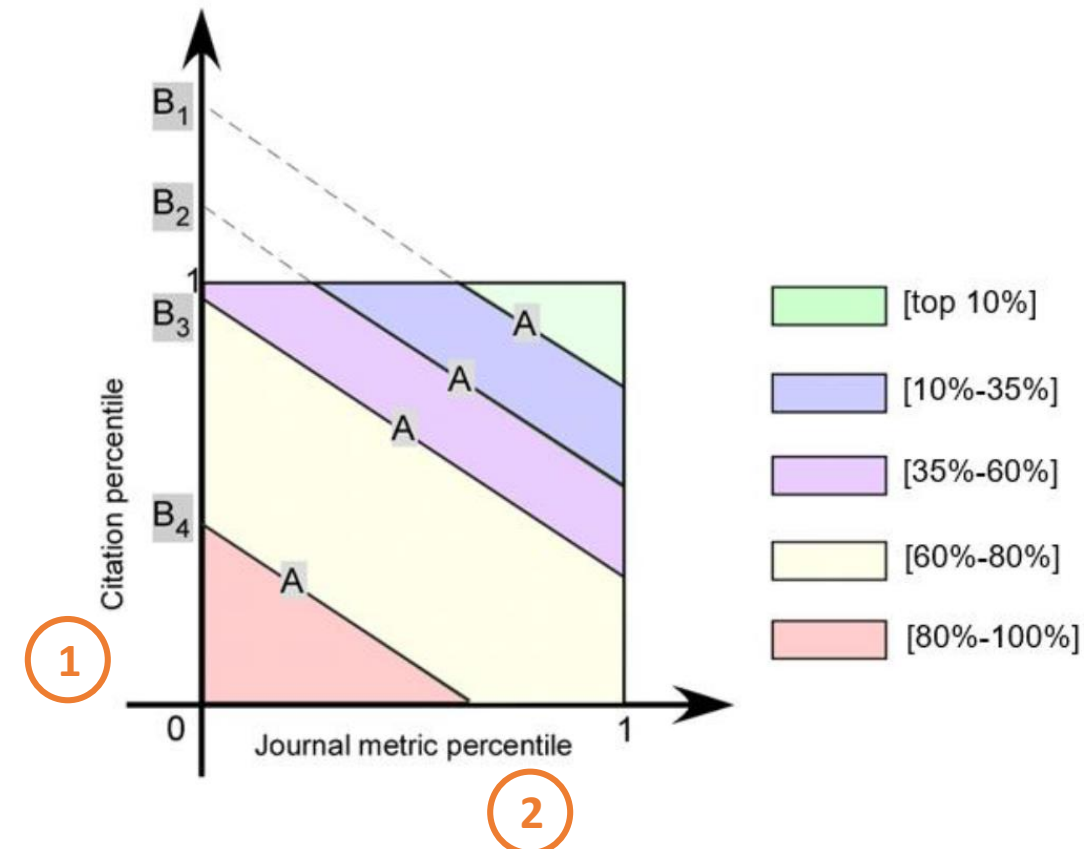 B1
B2
1
B3
A
A
A
B4
A
Citation percentile
1
0
Journal metric percentile
1
2
[top 10%]
[10%-35%]
[35%-60%]
[60%-80%]
[80%-100%]